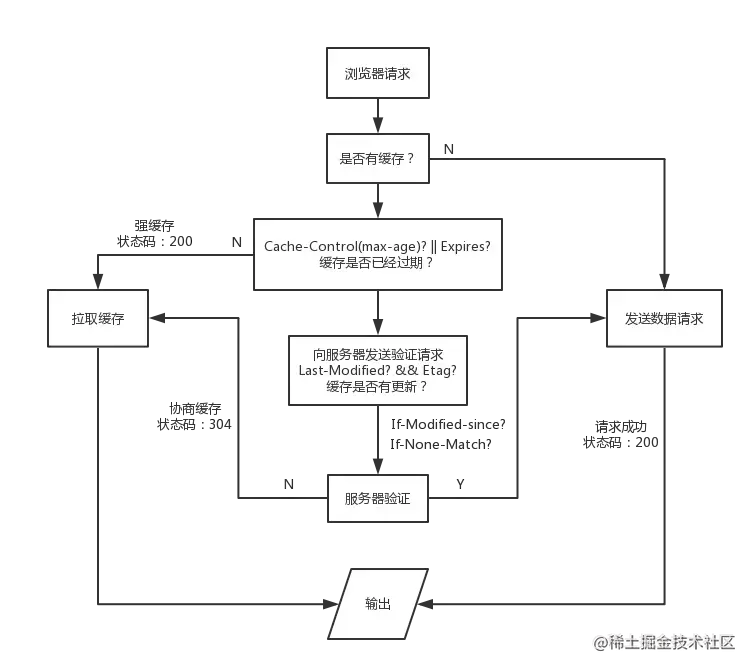 浏览器请求
是否有缓存？
N
强缓存
状态码：200
N
Cache-Control(max-age)? || Expires?
缓存是否已经过期？
拉取缓存
发送数据请求
向服务器发送验证请求
Last-Modified? && Etag?
缓存是否有更新？
协商缓存
状态码：304
If-Modified-since?
If-None-Match?
请求成功
状态码：200
N
服务器验证
Y
输出
@稀土掘金技术社区